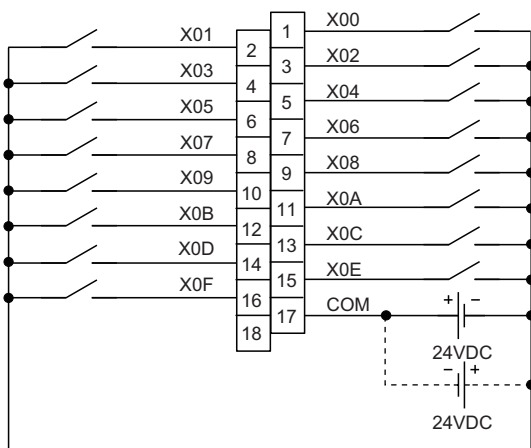 X00
1
X01
2
X02
3
X03
4
X04
5
X05
6
X06
7
X07
8
X08
9
X09
10
X0A
11
X0B
12
X0C
13
X0D
14
X0E
15
X0F
16
COM
17
+ −
18
24VDC
− +
24VDC